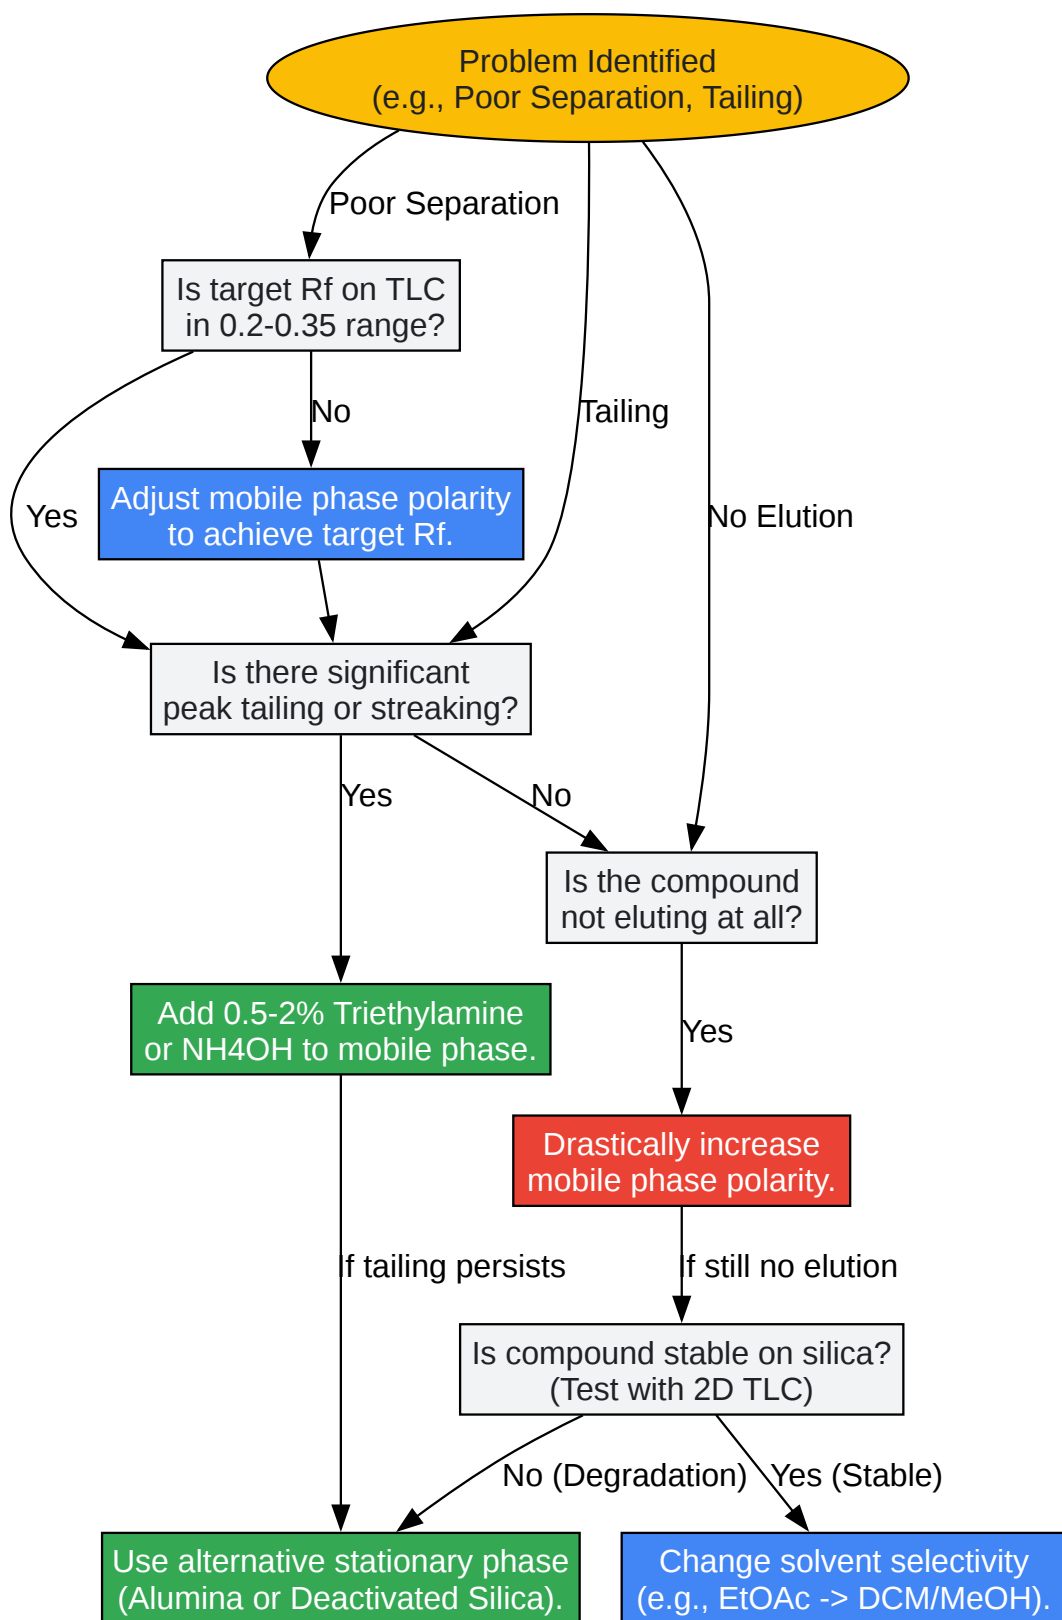 Problem Identified
(e.g., Poor Separation, Tailing)
Poor Separation
Is target Rf on TLC
in 0.2-0.35 range?
No
Tailing
Yes
Adjust mobile phase polarity
to achieve target Rf.
No Elution
Is there significant
peak tailing or streaking?
Yes
No
Is the compound
not eluting at all?
Add 0.5-2% Triethylamine
or NH4OH to mobile phase.
Yes
Drastically increase
mobile phase polarity.
If tailing persists
If still no elution
Is compound stable on silica?
(Test with 2D TLC)
No (Degradation)
Yes (Stable)
Use alternative stationary phase
(Alumina or Deactivated Silica).
Change solvent selectivity
(e.g., EtOAc -> DCM/MeOH).